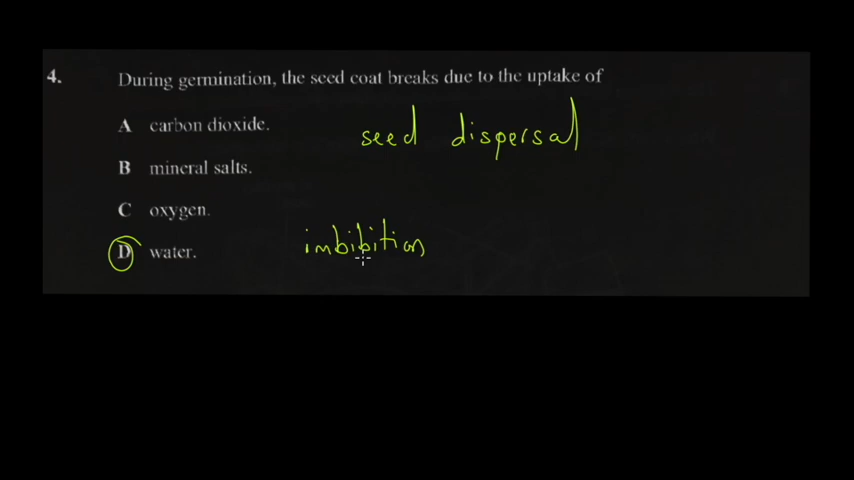 4. During germination, the seed coat breaks due to the uptake of
A carbon dioxide.
seed dispersal
B mineral salts.
C oxygen.
D water.
imbibition